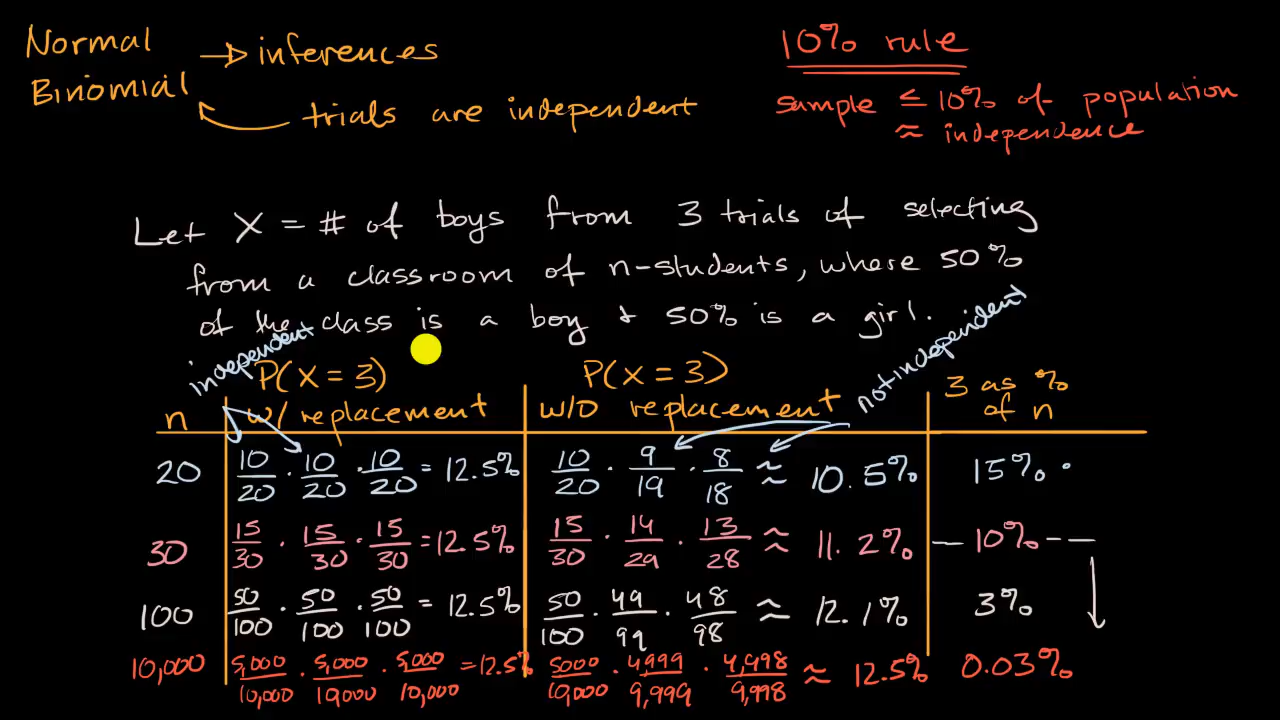 Normal
Binomial
→ inferences
trials are independent
10% rule
sample ≤ 10% of population
≈ independence
Let X = # of boys from 3 trials of selecting
from a classroom of n-students, where 50%
of the class is a boy + 50% is a girl.
independent
not independent
n
P(X = 3)
w/ replacement
P(X = 3)
w/o replacement
3 as %
of n
20 10/20 · 10/20 · 10/20 = 12.5% 10/20 · 9/19 · 8/18 ≈ 10.5% 15%
30 15/30 · 15/30 · 15/30 = 12.5% 15/30 · 14/29 · 13/28 ≈ 11.2% 10%
100 50/100 · 50/100 · 50/100 = 12.5% 50/100 · 49/99 · 48/98 ≈ 12.1% 3%
10,000 5,000/10,000 · 5,000/10,000 · 5,000/10,000 = 12.5% 5000/10,000 · 4,999/9,999 · 4,998/9,998 ≈ 12.5% 0.03%